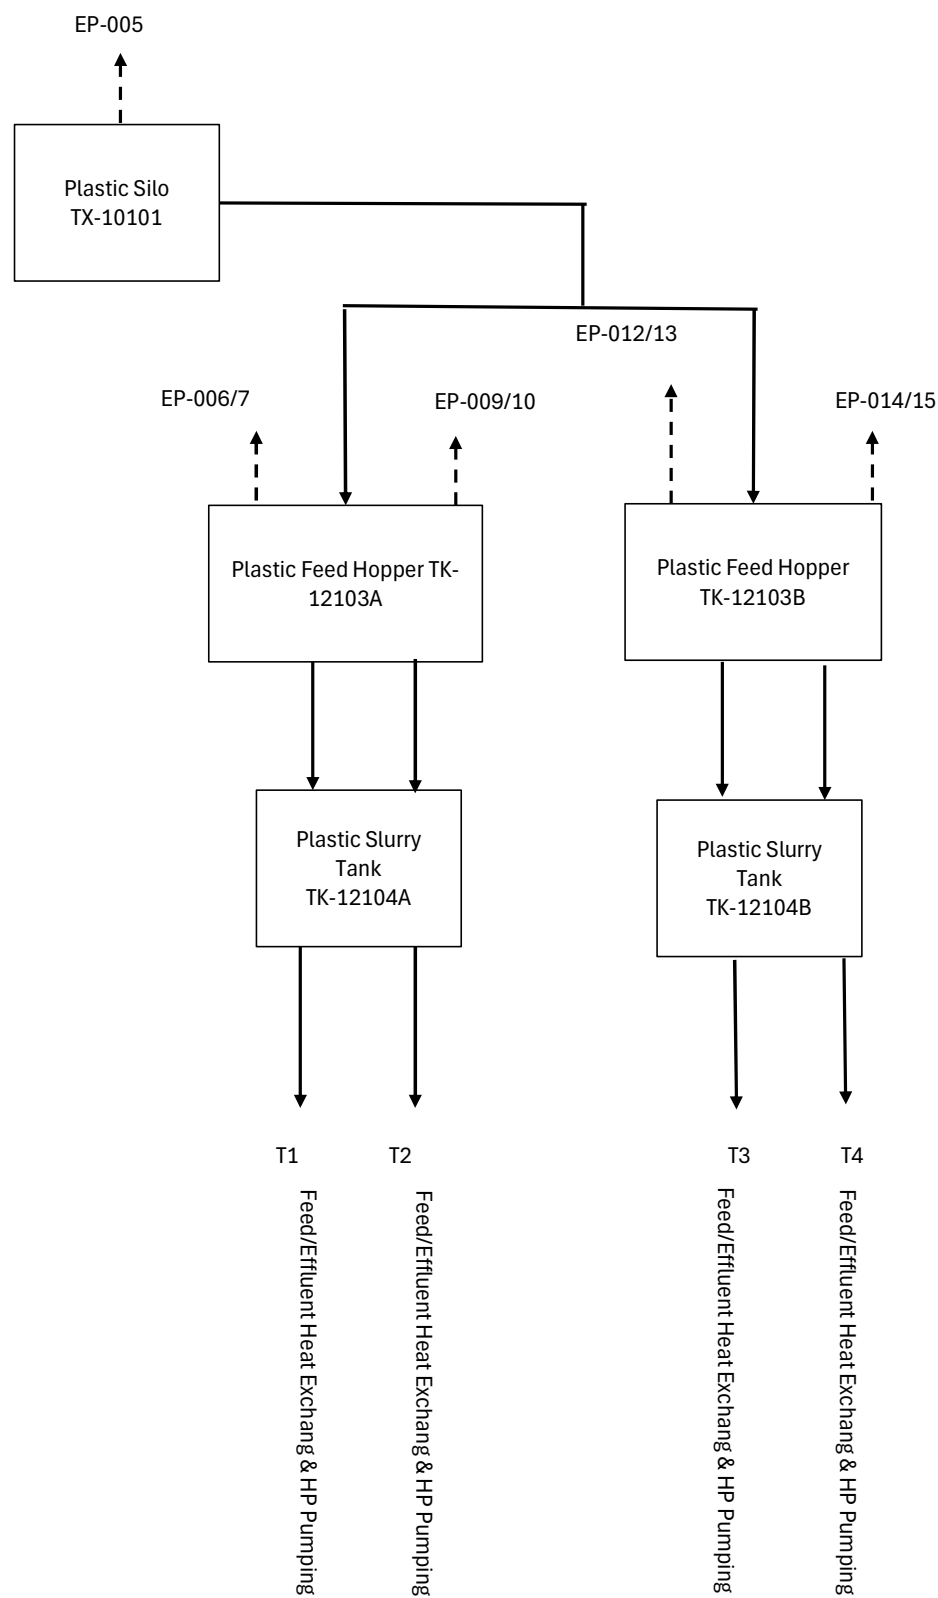 EP-005
Plastic Silo
TX-10101
EP-012/13
EP-006/7
EP-009/10
EP-014/15
Plastic Feed Hopper TK-
12103A
Plastic Feed Hopper
TK-12103B
Plastic Slurry
Tank
TK-12104A
Plastic Slurry
Tank
TK-12104B
T1
T2
T3
T4
Feed/Effluent Heat Exchang & HP Pumping
Feed/Effluent Heat Exchang & HP Pumping
Feed/Effluent Heat Exchang & HP Pumping
Feed/Effluent Heat Exchang & HP Pumping